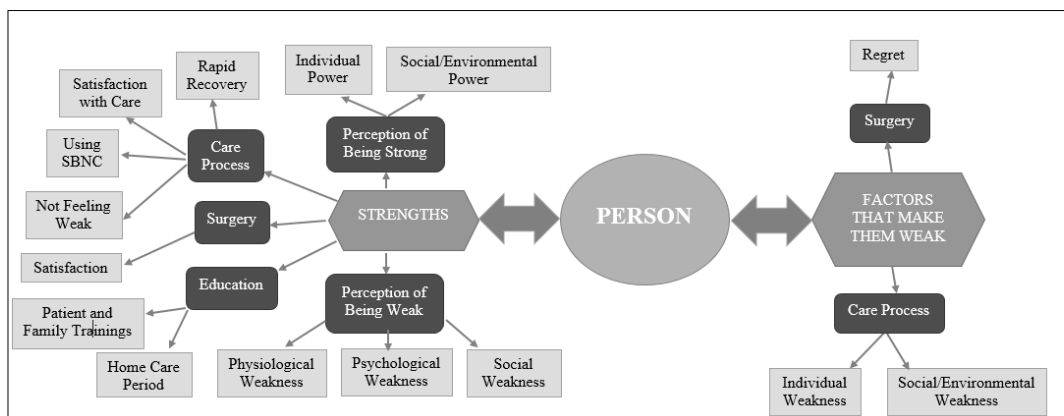 Regret
Individual
Power
Social/Environmental
Power
Rapid
Recovery
Satisfaction
with Care
Surgery
Perception of
Being Strong
Care
Process
Using
SBNC
Not Feeling
Weak
STRENGTHS
PERSON
FACTORS
THAT MAKE
THEM WEAK
Surgery
Satisfaction
Education
Perception of
Being Weak
Care Process
Patient and
Family Trainings
Home Care
Period
Physiological
Weakness
Psychological
Weakness
Social
Weakness
Individual
Weakness
Social/Environmental
Weakness